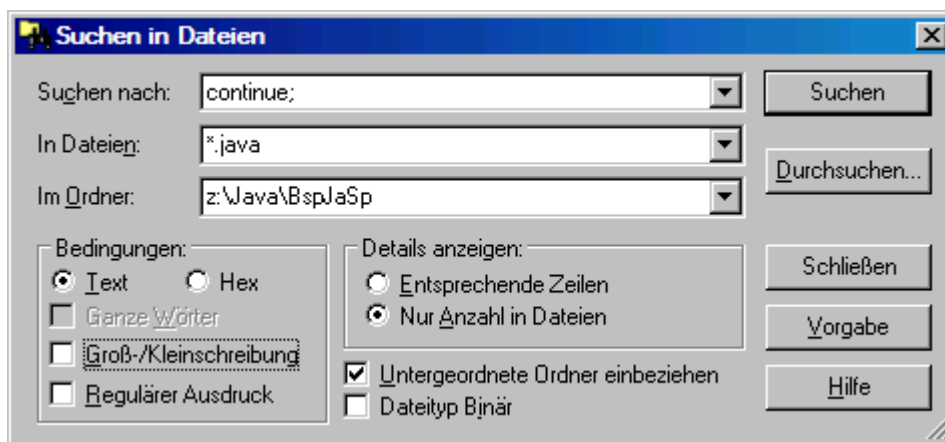 Suchen in Dateien
Suchen nach: continue; Suchen
In Dateien: *.java
Durchsuchen...
Im Ordner: z:\Java\BspJaSp
Bedingungen: Details anzeigen:
Text Hex Entsprechende Zeilen Schließen
Ganze Wörter Nur Anzahl in Dateien Vorgabe
Groß-/Kleinschreibung
Untergeordnete Ordner einbeziehen
Regulärer Ausdruck Dateityp Binär Hilfe